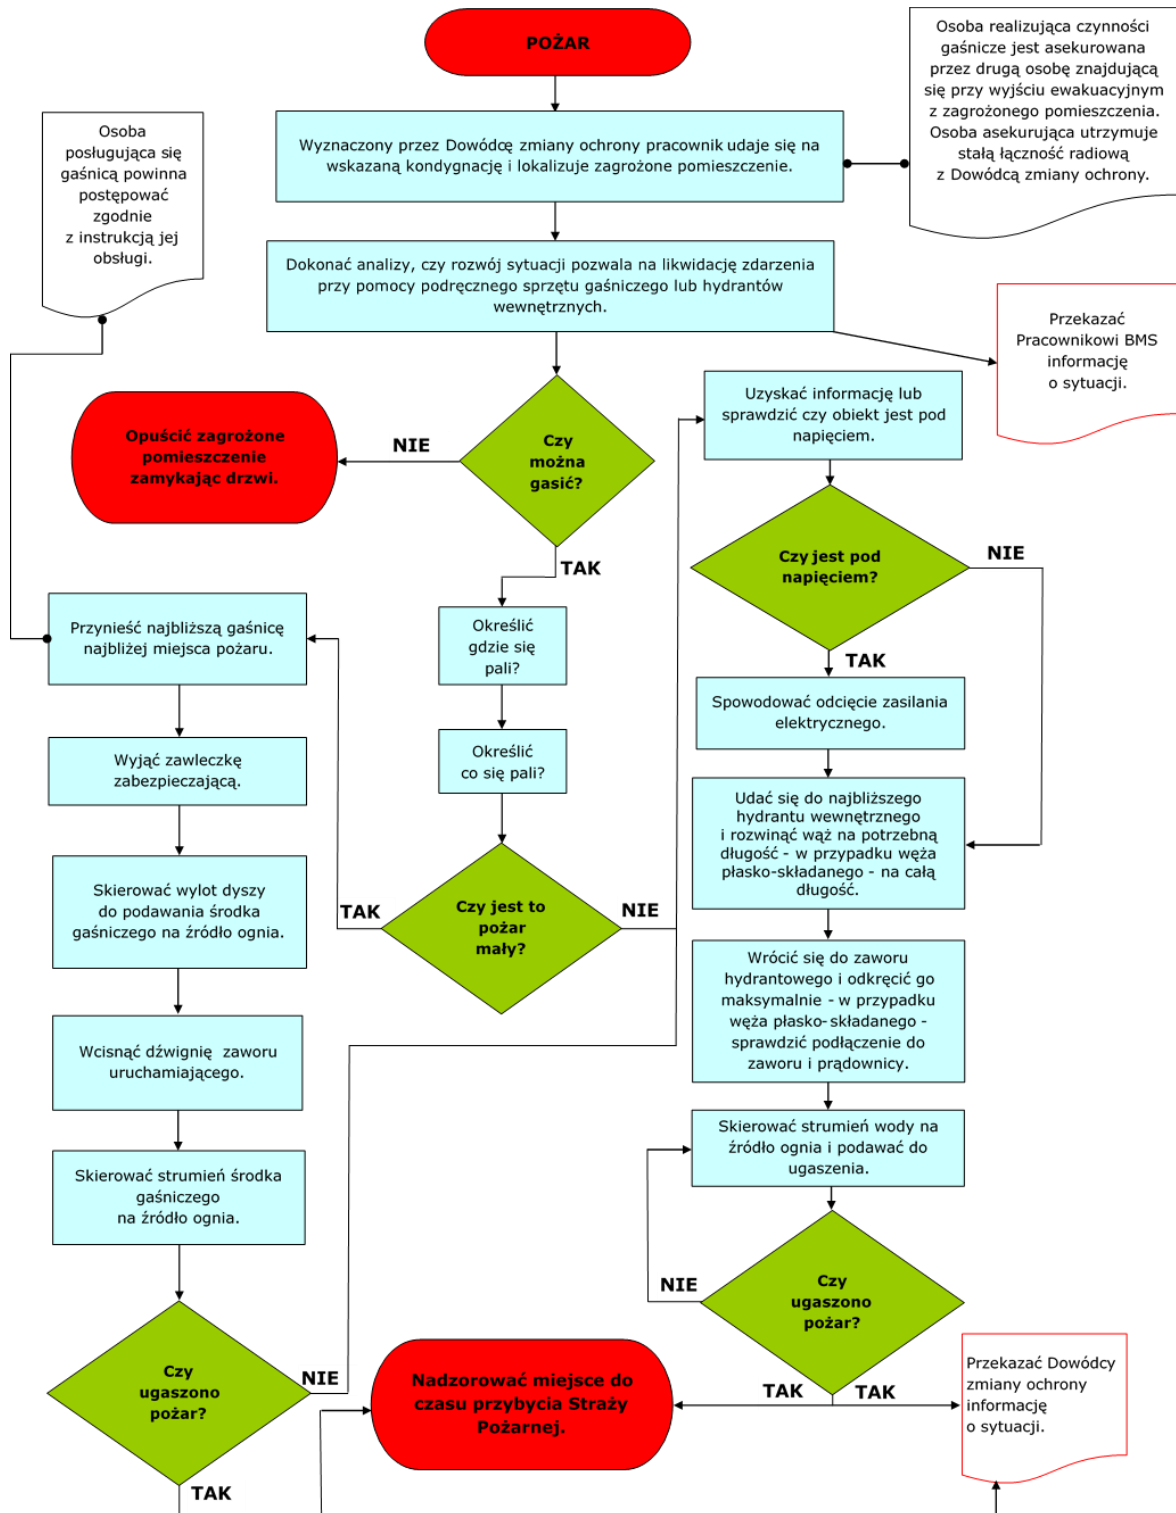 POŻAR
Osoba realizująca czynności
gaśnicze jest asekurowana
przez drugą osobę znajdującą
się przy wyjściu ewakuacyjnym
z zagrożonego pomieszczenia.
Osoba asekurująca utrzymuje
stałą łączność radiową
z Dowódcą zmiany ochrony.
Osoba
posługująca się
gaśnicą powinna
postępować
zgodnie
z instrukcją jej
obsługi.
Wyznaczony przez Dowódcę zmiany ochrony pracownik udaje się na
wskazaną kondygnację i lokalizuje zagrożone pomieszczenie.
Dokonać analizy, czy rozwój sytuacji pozwala na likwidację zdarzenia
przy pomocy podręcznego sprzętu gaśniczego lub hydrantów
wewnętrznych.
Przekazać
Pracownikowi BMS
informację
o sytuacji.
Czy
można
gasić?
NIE
Opuścić zagrożone
pomieszczenie
zamykając drzwi.
TAK
Określić
gdzie się
pali?
Określić
co się pali?
Czy jest to
pożar
mały?
TAK
NIE
Przynieść najbliższą gaśnicę
najbliżej miejsca pożaru.
Wyjąć zawleczkę
zabezpieczającą.
Skierować wylot dyszy
do podawania środka
gaśniczego na źródło ognia.
Wcisnąć dźwignię zaworu
uruchamiającego.
Skierować strumień środka
gaśniczego
na źródło ognia.
Czy
ugaszono
pożar?
NIE
TAK
Uzyskać informację lub
sprawdzić czy obiekt jest pod
napięciem.
Czy jest pod
napięciem?
NIE
TAK
Spowodować odcięcie zasilania
elektrycznego.
Udać się do najbliższego
hydrantu wewnętrznego
i rozwinąć wąż na potrzebną
długość - w przypadku węża
płasko-składanego - na całą
długość.
Wrócić się do zaworu
hydrantowego i odkręcić go
maksymalnie - w przypadku
węża płasko-składanego -
sprawdzić podłączenie do
zaworu i prądownicy.
Skierować strumień wody na
źródło ognia i podawać do
ugaszenia.
Czy
ugaszono
pożar?
NIE
TAK
TAK
Nadzorować miejsce do
czasu przybycia Straży
Pożarnej.
Przekazać Dowódcy
zmiany ochrony
informację
o sytuacji.